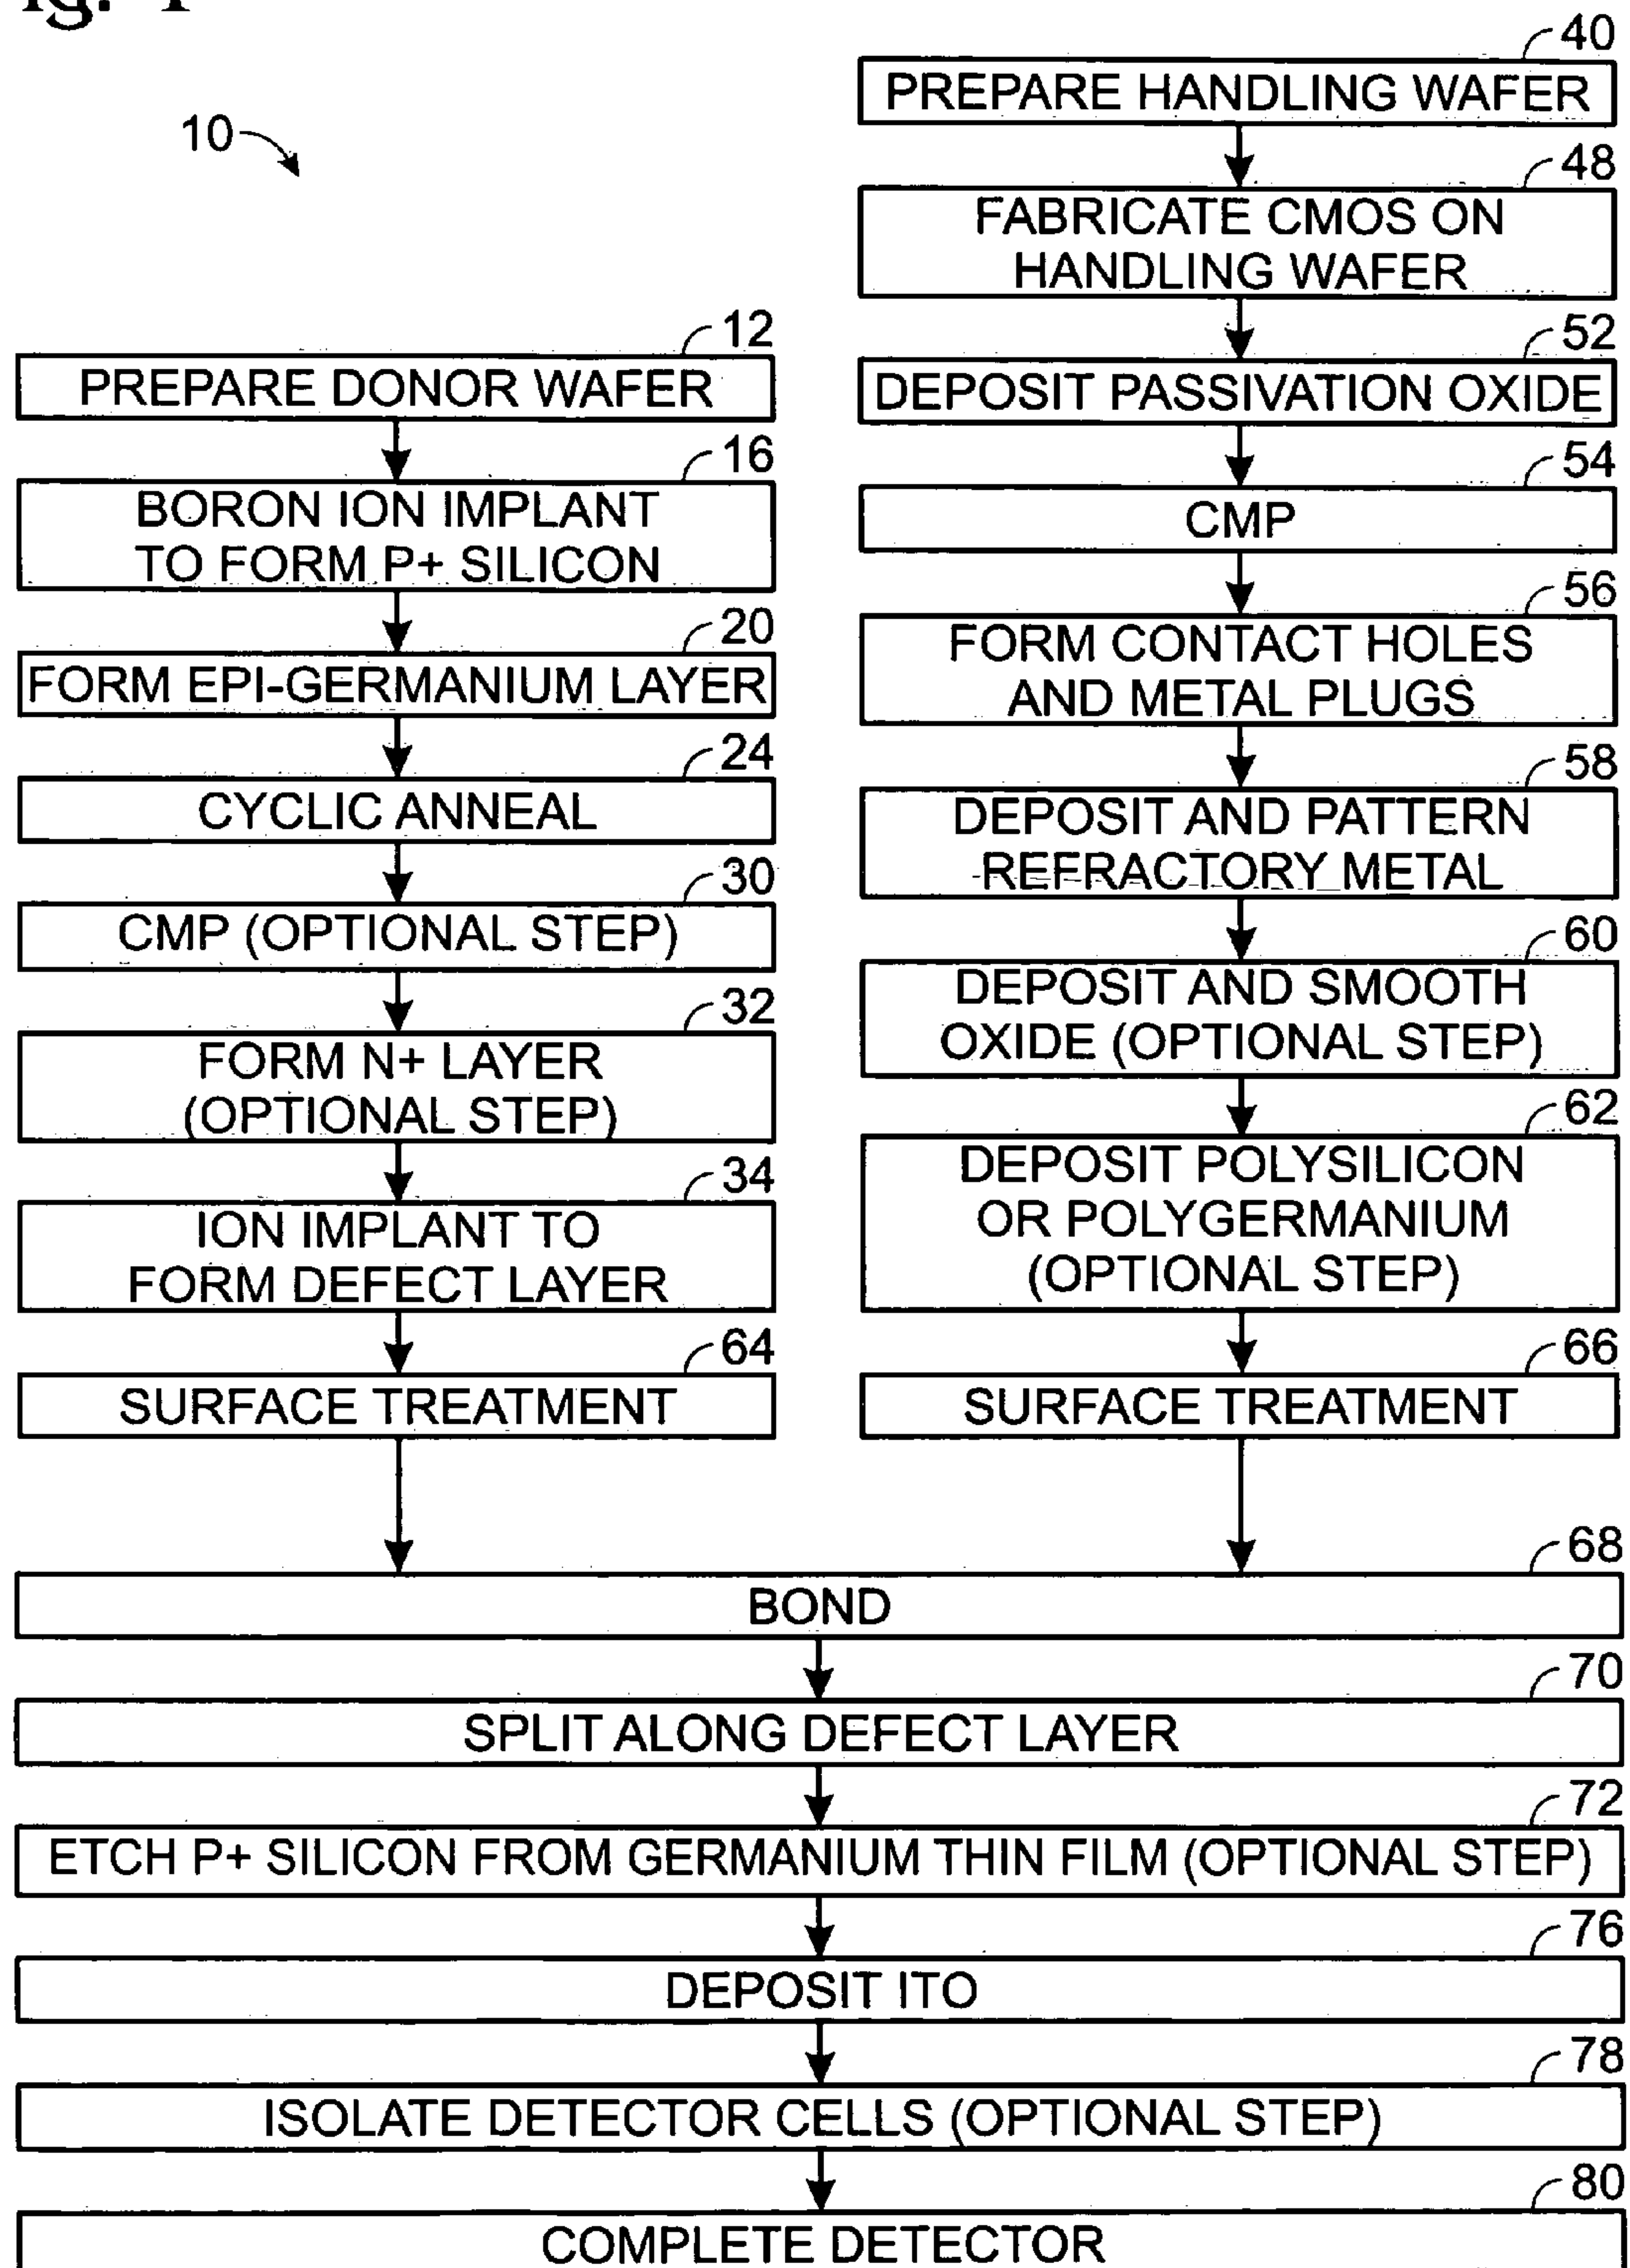 10
12
PREPARE DONOR WAFER
16
BORON ION IMPLANT
TO FORM P+ SILICON
20
FORM EPI-GERMANIUM LAYER
24
CYCLIC ANNEAL
30
CMP (OPTIONAL STEP)
32
FORM N+ LAYER
(OPTIONAL STEP)
34
ION IMPLANT TO
FORM DEFECT LAYER
64
SURFACE TREATMENT
40
PREPARE HANDLING WAFER
48
FABRICATE CMOS ON
HANDLING WAFER
52
DEPOSIT PASSIVATION OXIDE
54
CMP
56
FORM CONTACT HOLES
AND METAL PLUGS
58
DEPOSIT AND PATTERN
REFRACTORY METAL
60
DEPOSIT AND SMOOTH
OXIDE (OPTIONAL STEP)
62
DEPOSIT POLYSILICON
OR POLYGERMANIUM
(OPTIONAL STEP)
66
SURFACE TREATMENT
68
BOND
70
SPLIT ALONG DEFECT LAYER
72
ETCH P+ SILICON FROM GERMANIUM THIN FILM (OPTIONAL STEP)
76
DEPOSIT ITO
78
ISOLATE DETECTOR CELLS (OPTIONAL STEP)
80
COMPLETE DETECTOR